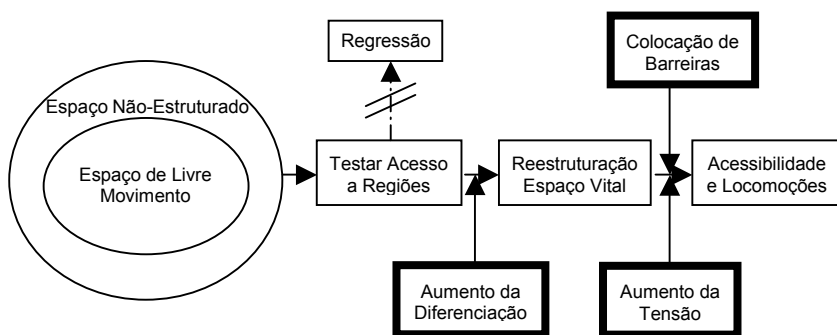 Regressão
Colocação de
Barreiras
Espaço Não-Estruturado
Espaço de Livre
Movimento
Testar Acesso
a Regiões
Reestruturação
Espaço Vital
Acessibilidade
e Locomoções
Aumento da
Diferenciação
Aumento da
Tensão